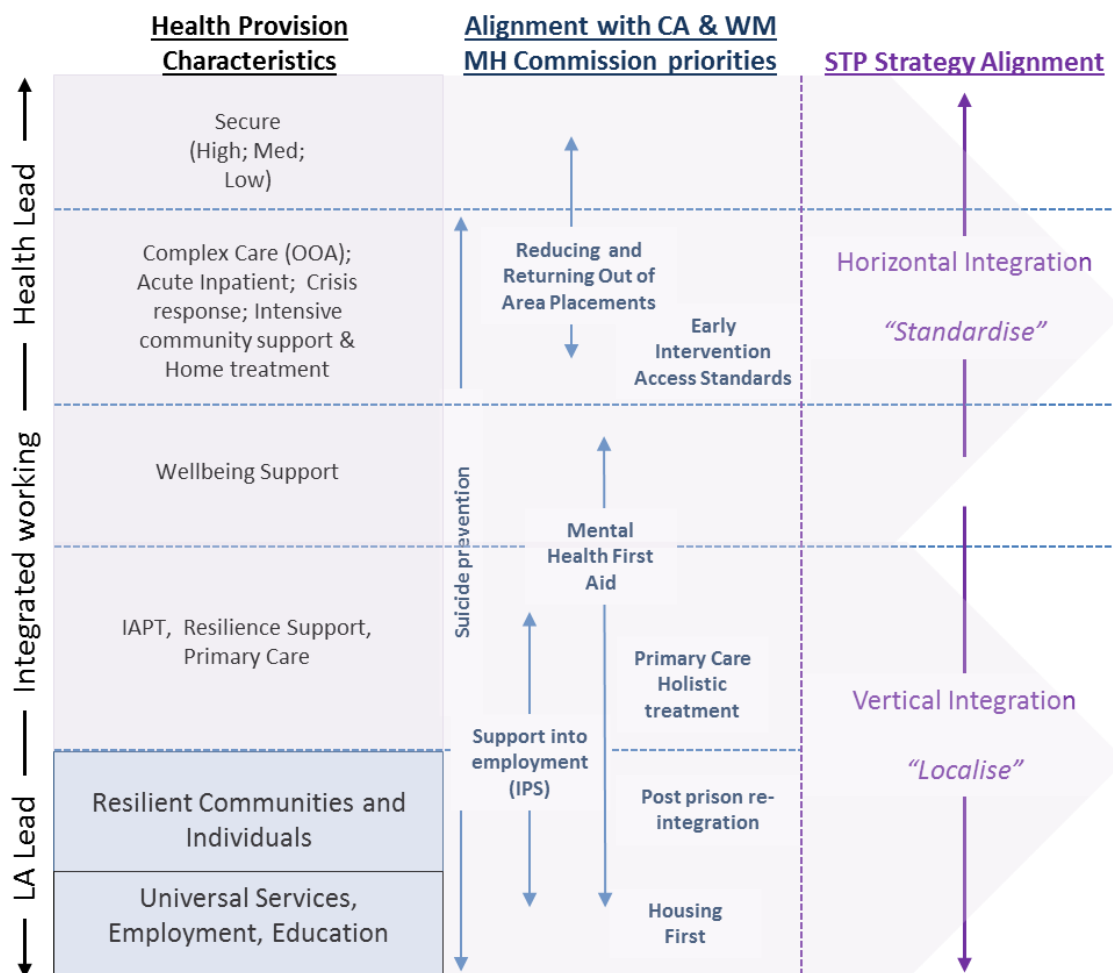 Health Provision
Characteristics
Alignment with CA & WM
MH Commission priorities
STP Strategy Alignment
Health Lead
Integrated working
LA Lead
Secure
(High; Med;
Low)
Complex Care (OOA);
Acute Inpatient; Crisis
response; Intensive
community support &
Home treatment
Wellbeing Support
IAPT, Resilience Support,
Primary Care
Resilient Communities and
Individuals
Universal Services,
Employment, Education
Suicide prevention
Reducing and
Returning Out of
Area Placements
Early
Intervention
Access Standards
Mental
Health First
Aid
Primary Care
Holistic
treatment
Support into
employment
(IPS)
Post prison re-
integration
Housing
First
Horizontal Integration
“Standardise”
Vertical Integration
“Localise”